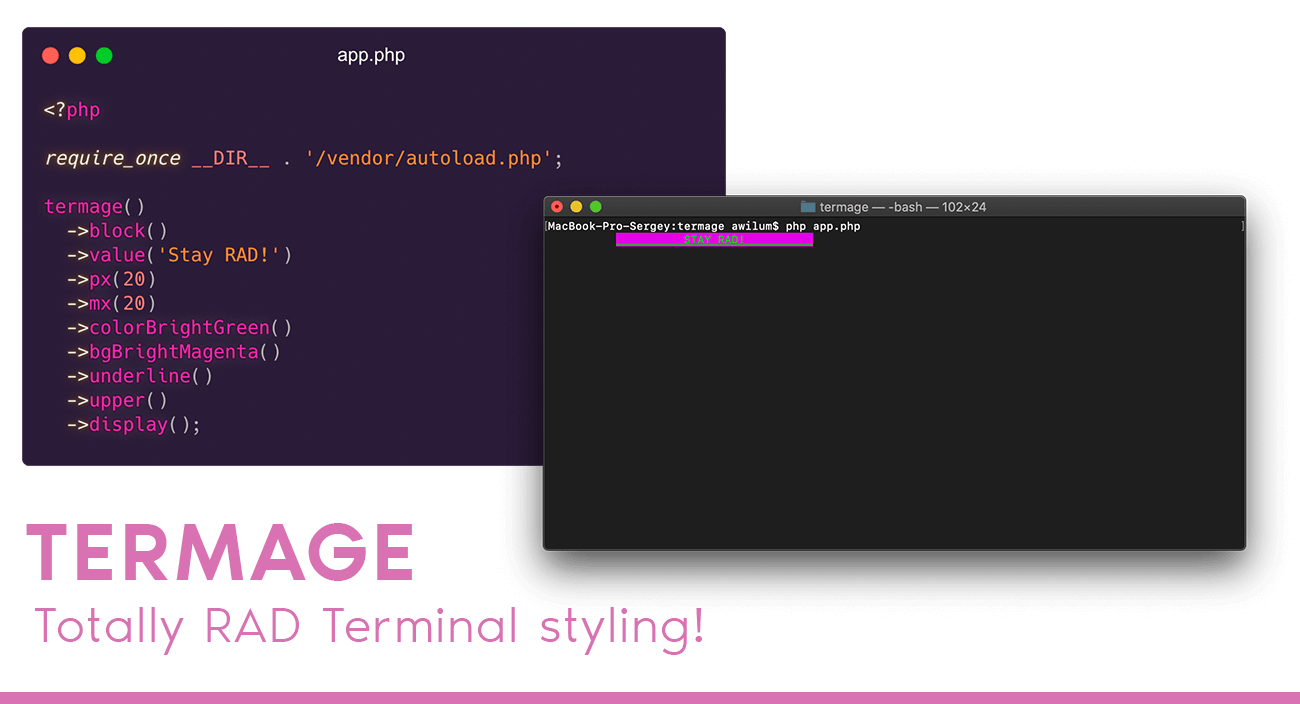 app.php
<?php
require_once __DIR__ . '/vendor/autoload.php';
termage()
->block()
->value('Stay RAD!')
->px(20)
->mx(20)
->colorBrightGreen()
->bgBrightMagenta()
->underline()
->upper()
->display();
termage — -bash — 102×24
[MacBook-Pro-Sergey:termage awilum$ php app.php ]
STAY RAD!
TERMAGE
Totally RAD Terminal styling!